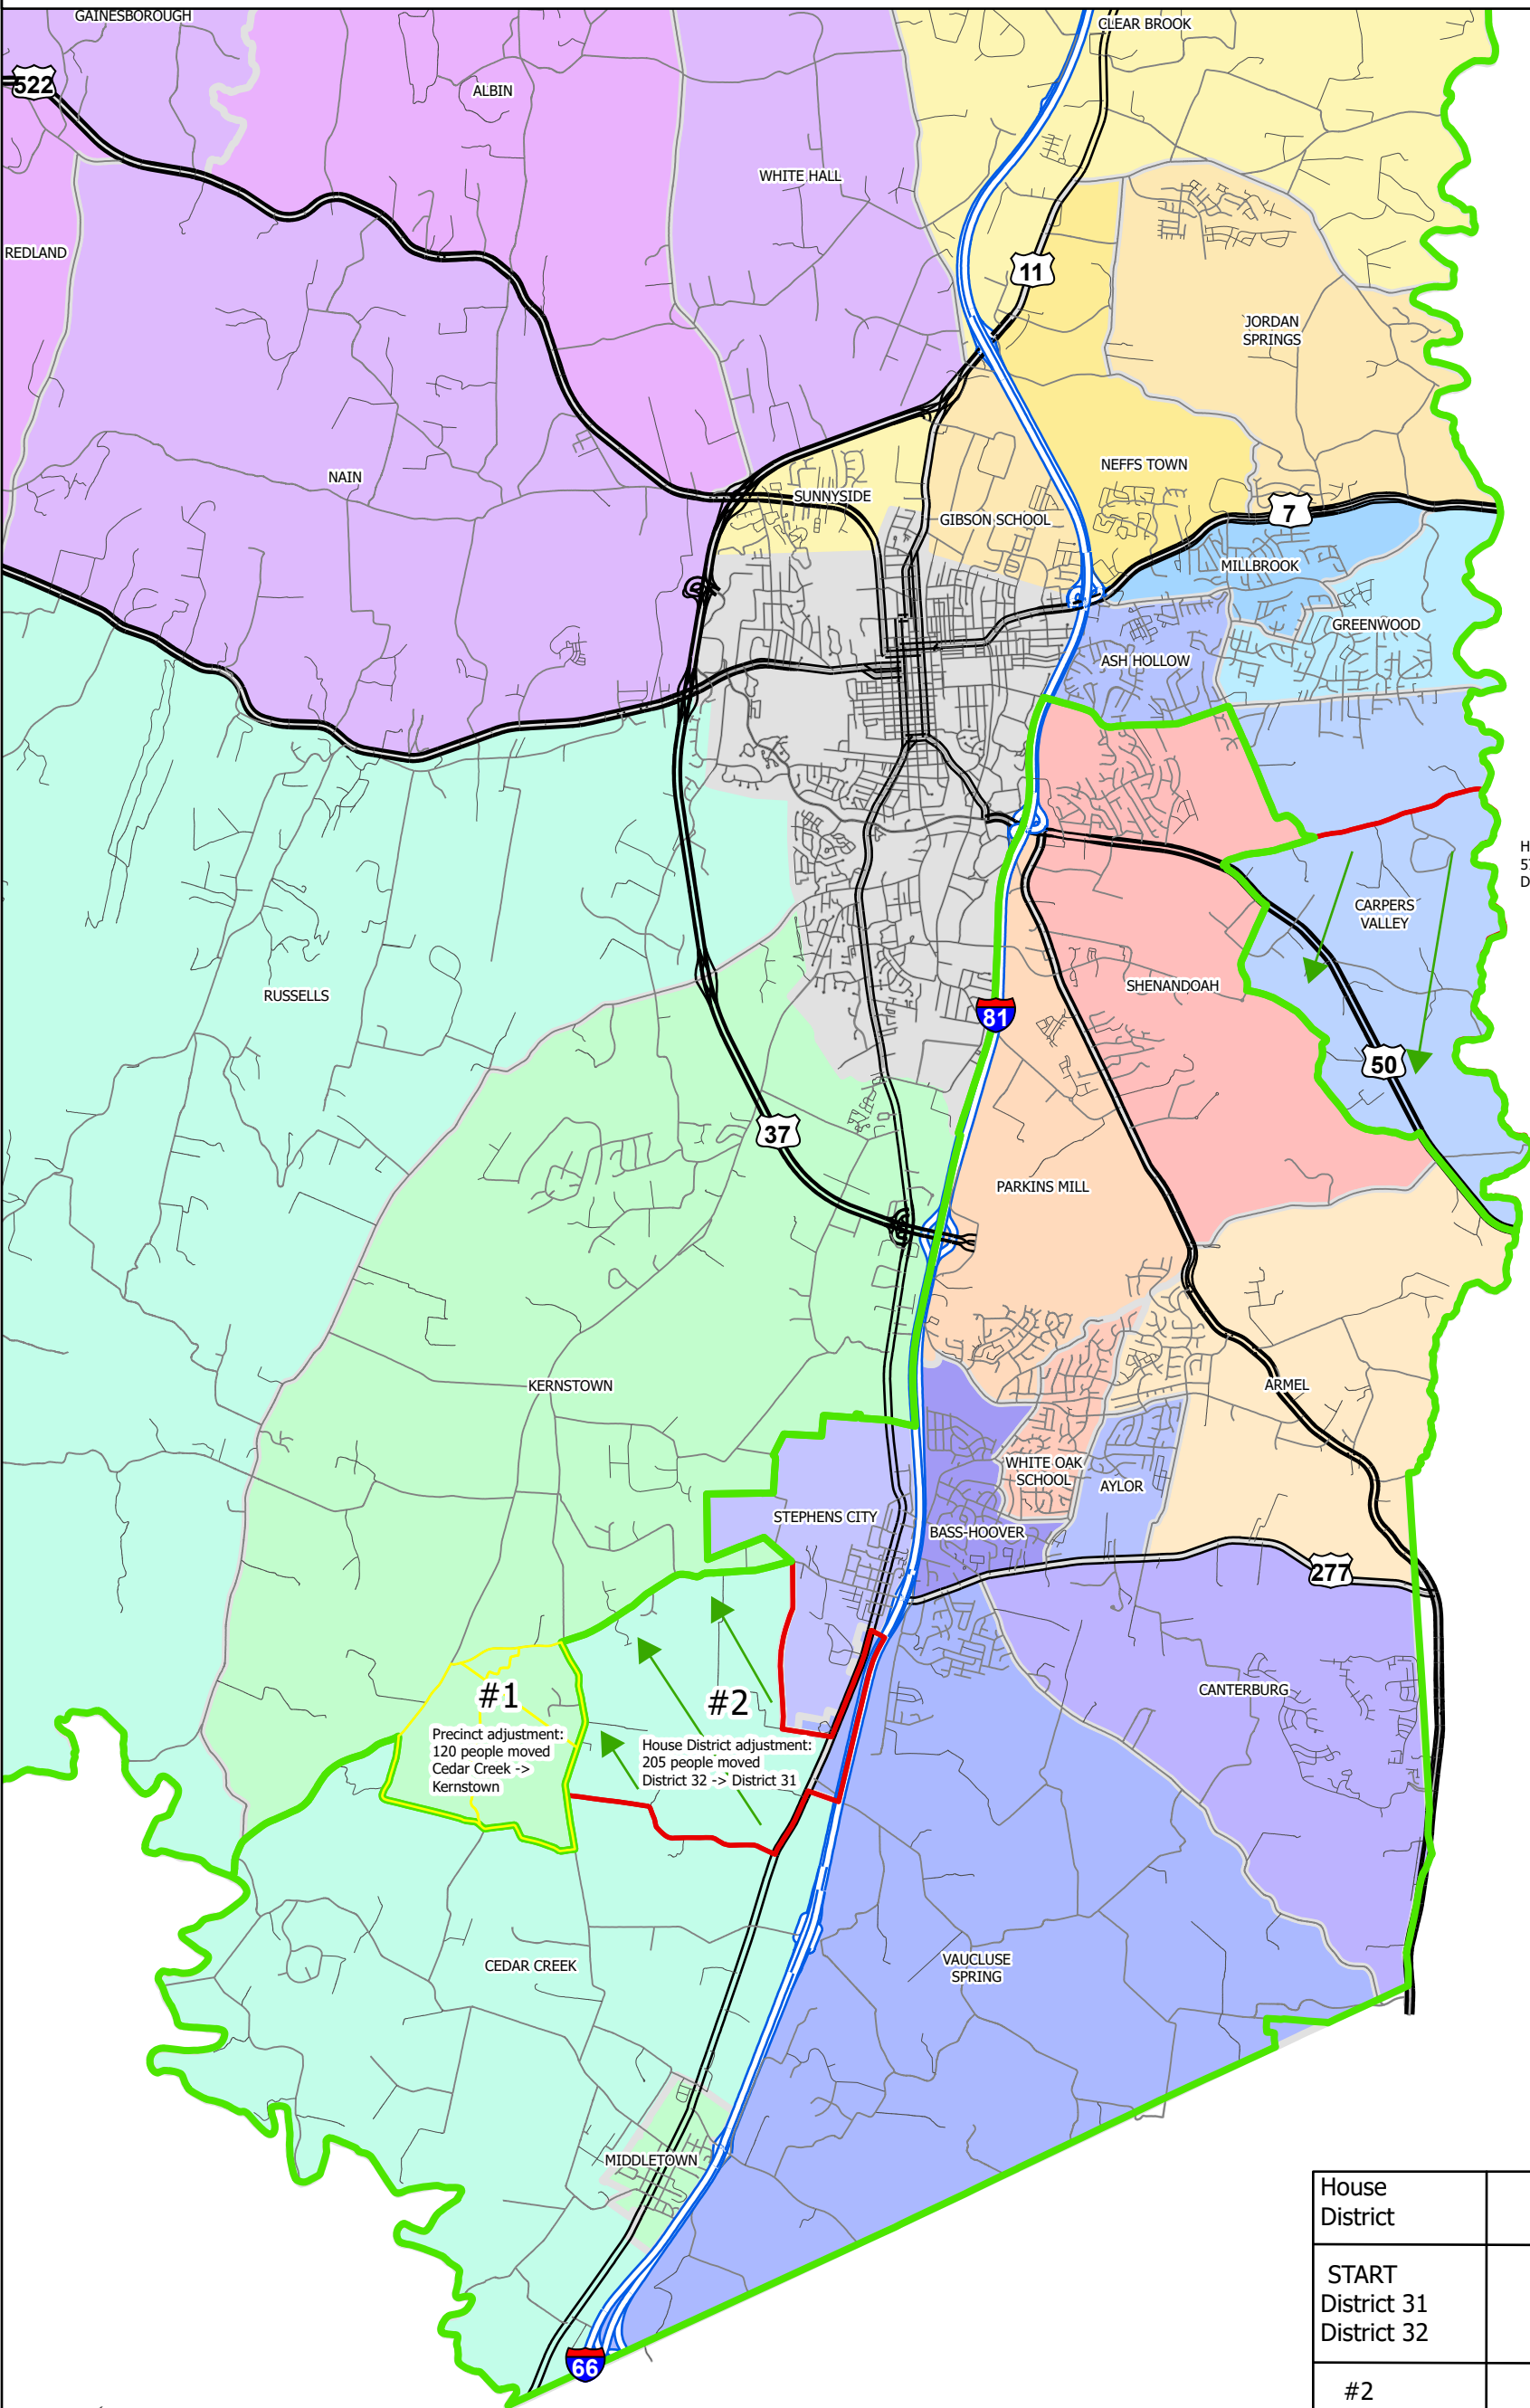 GAINESBOROUGH
CLEAR BROOK
522
ALBIN
WHITE HALL
REDLAND
11
JORDAN
SPRINGS
NEFFS TOWN
NAIN
SUNNYSIDE
GIBSON SCHOOL
7
MILLBROOK
GREENWOOD
ASH HOLLOW
CARPERS
VALLEY
RUSSELLS
SHENANDOAH
81
50
37
PARKINS MILL
KERNSTOWN
ARMEL
WHITE OAK
SCHOOL
AYLOR
STEPHENS CITY
BASS-HOOVER
277
CANTERBURG
#1
Precinct adjustment:
120 people moved
Cedar Creek ->
Kernstown
#2
House District adjustment:
205 people moved
District 32 -> District 31
CEDAR CREEK
VAUCLUSE
SPRING
MIDDLETOWN
66
House
District
START
District 31
District 32
#2